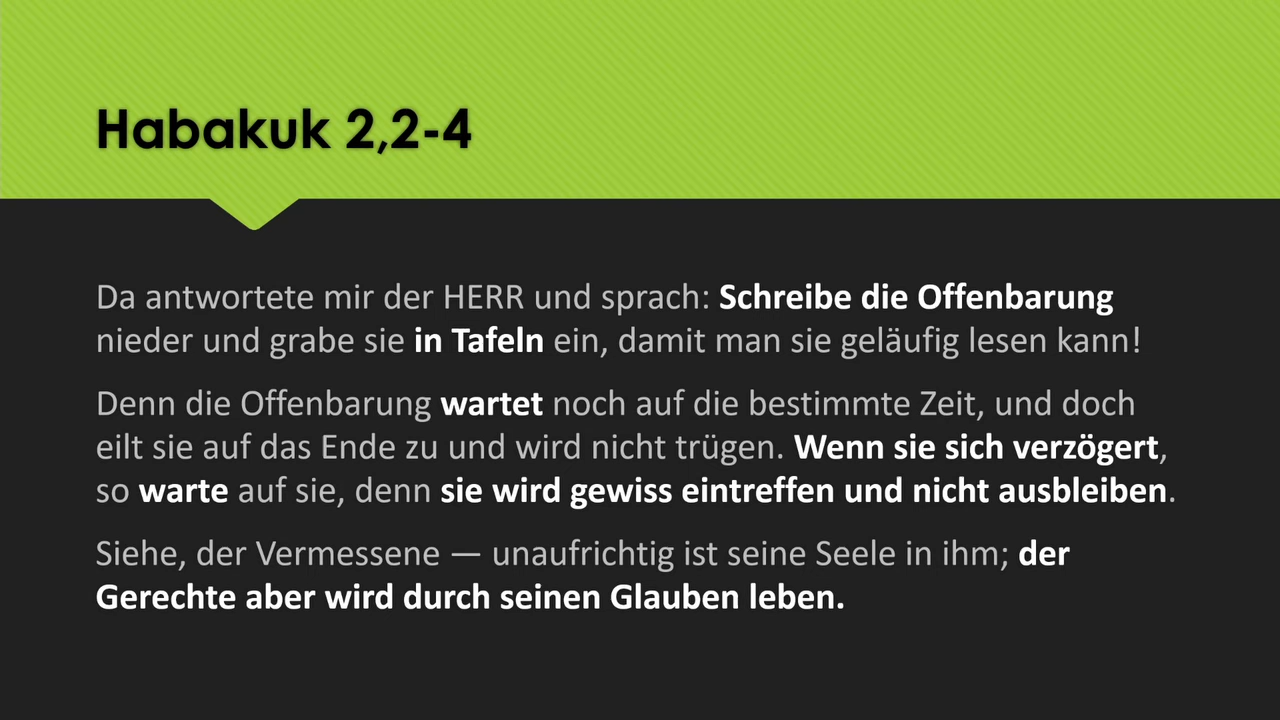 Habakuk 2,2-4
Da antwortete mir der HERR und sprach: Schreibe die Offenbarung
nieder und grabe sie in Tafeln ein, damit man sie geläufig lesen kann!
Denn die Offenbarung wartet noch auf die bestimmte Zeit, und doch
eilt sie auf das Ende zu und wird nicht trügen. Wenn sie sich verzögert,
so warte auf sie, denn sie wird gewiss eintreffen und nicht ausbleiben.
Siehe, der Vermessene — unaufrichtig ist seine Seele in ihm; der
Gerechte aber wird durch seinen Glauben leben.